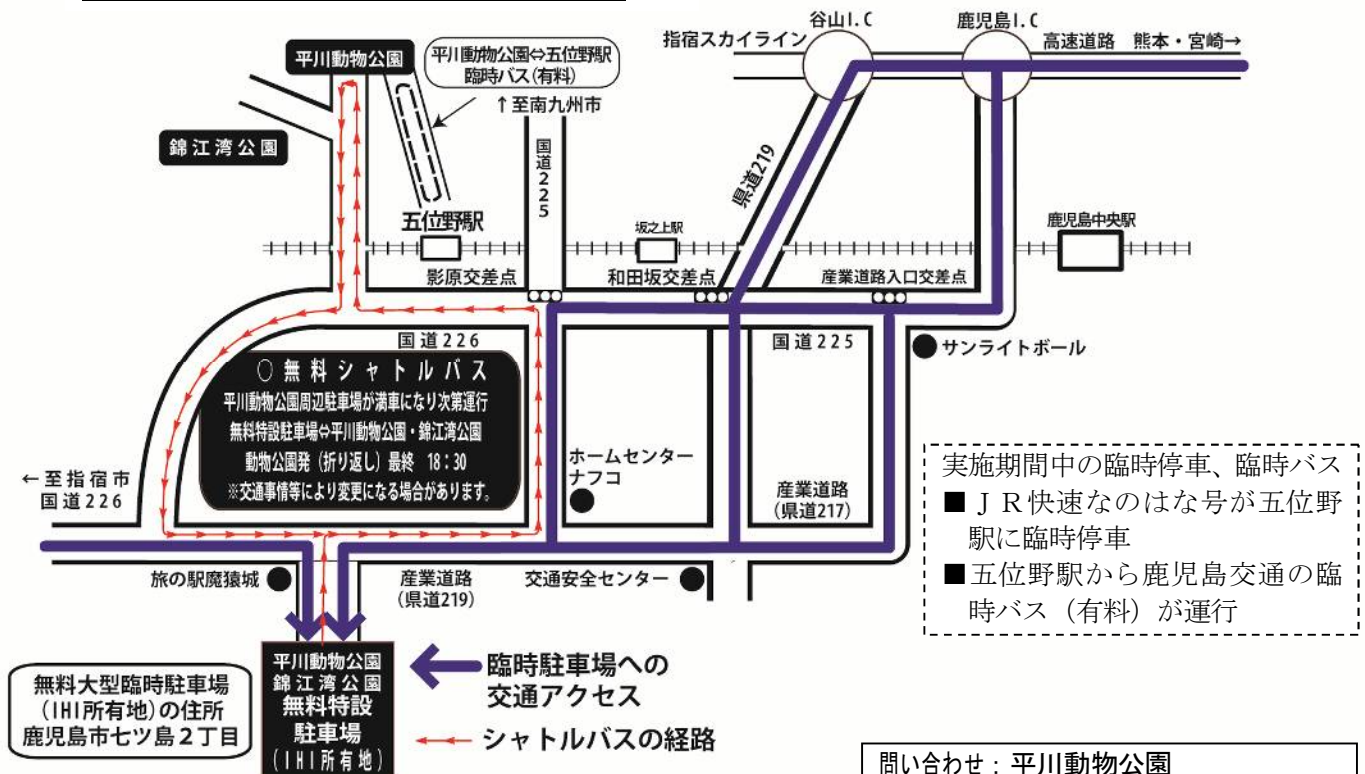 谷山I.C
鹿児島I.C
指宿スカイライン
高速道路 熊本・宮崎→
平川動物公園
平川動物公園⇔五位野駅
臨時バス(有料)
↑至南九州市
錦江湾公園
国道225
県道219
五位野駅
坂之上駅
鹿児島中央駅
影原交差点
和田坂交差点
産業道路入口交差点
国道226
国道225
サンライトボール
○無料シャトルバス
平川動物公園周辺駐車場が満車になり次第運行
無料特設駐車場⇔平川動物公園・錦江湾公園
動物公園発(折り返し)最終 18:30
※交通事情等により変更になる場合があります。
←至指宿市
国道226
ホームセンター
ナフコ
産業道路
(県道217)
実施期間中の臨時停車、臨時バス
■JR快速なのはな号が五位野
駅に臨時停車
■五位野駅から鹿児島交通の臨
時バス(有料)が運行
旅の駅魔猿城
産業道路
(県道219)
交通安全センター
無料大型臨時駐車場
(IHI所有地)の住所
鹿児島市七ツ島2丁目
平川動物公園
錦江湾公園
無料特設
駐車場
(IHI所有地)
臨時駐車場への
交通アクセス
シャトルバスの経路
問い合わせ:平川動物公園